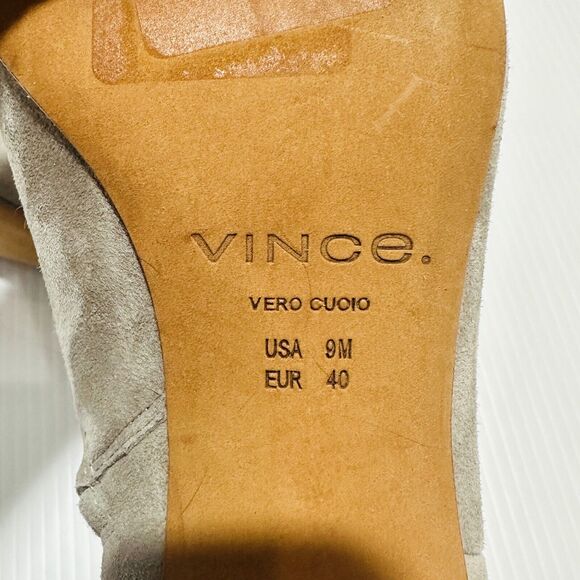 VINCe.
VERO CUOIO
USA 9M
EUR 40